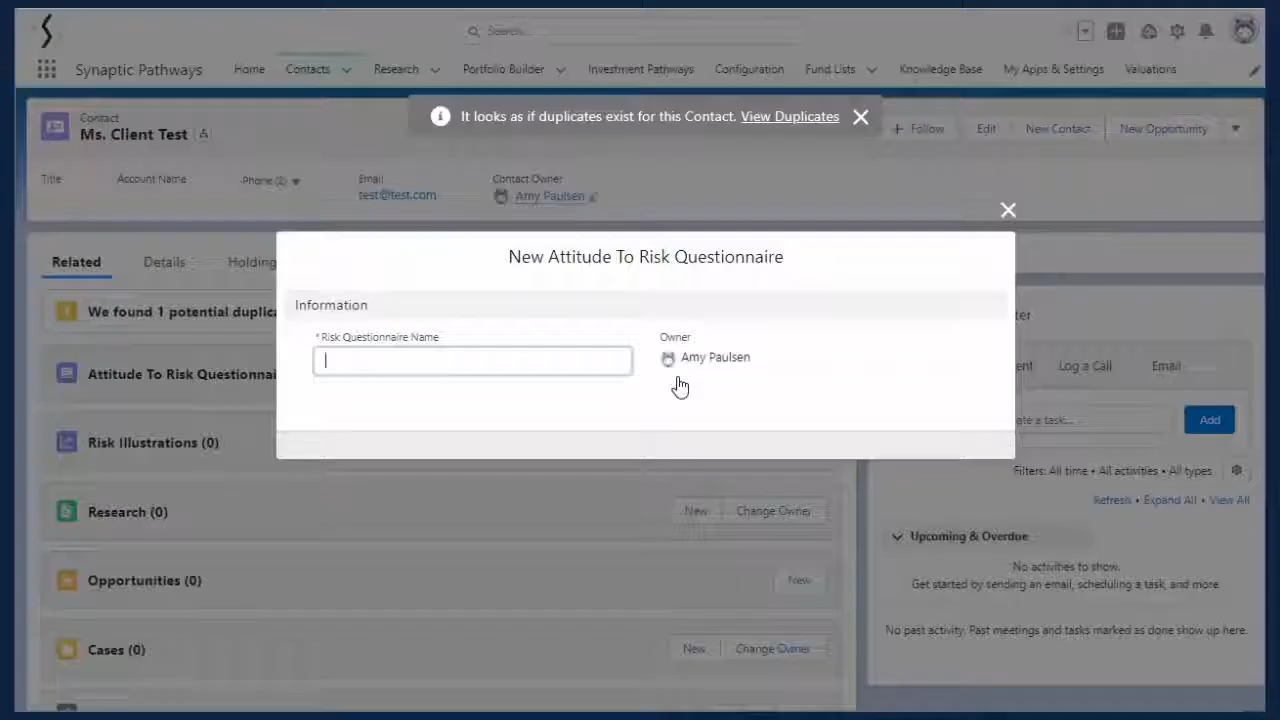 Search...
Synaptic Pathways
Home
Contacts
Research
Portfolio Builder
Investment Pathways
Configuration
Fund Lists
Knowledge Base
My Apps & Settings
Valuations
It looks as if duplicates exist for this Contact. View Duplicates
Contact
Ms. Client Test
Follow
Edit
New Contact
New Opportunity
Title
Account Name
Phone (2)
Email
test@test.com
Contact Owner
Amy Paulsen
Related
Details
Holding
New Attitude To Risk Questionnaire
Information
*Risk Questionnaire Name
Owner
Amy Paulsen
We found 1 potential duplica
Attitude To Risk Questionnai
Risk Illustrations (0)
Research (0)
New
Change Owner
Opportunities (0)
New
Cases (0)
New
Change Owner
ter
ent
Log a Call
Email
ate a task...
Add
Filters: All time • All activities • All types
Refresh • Expand All • View All
Upcoming & Overdue
No activities to show.
Get started by sending an email, scheduling a task, and more.
No past activity. Past meetings and tasks marked as done show up here.